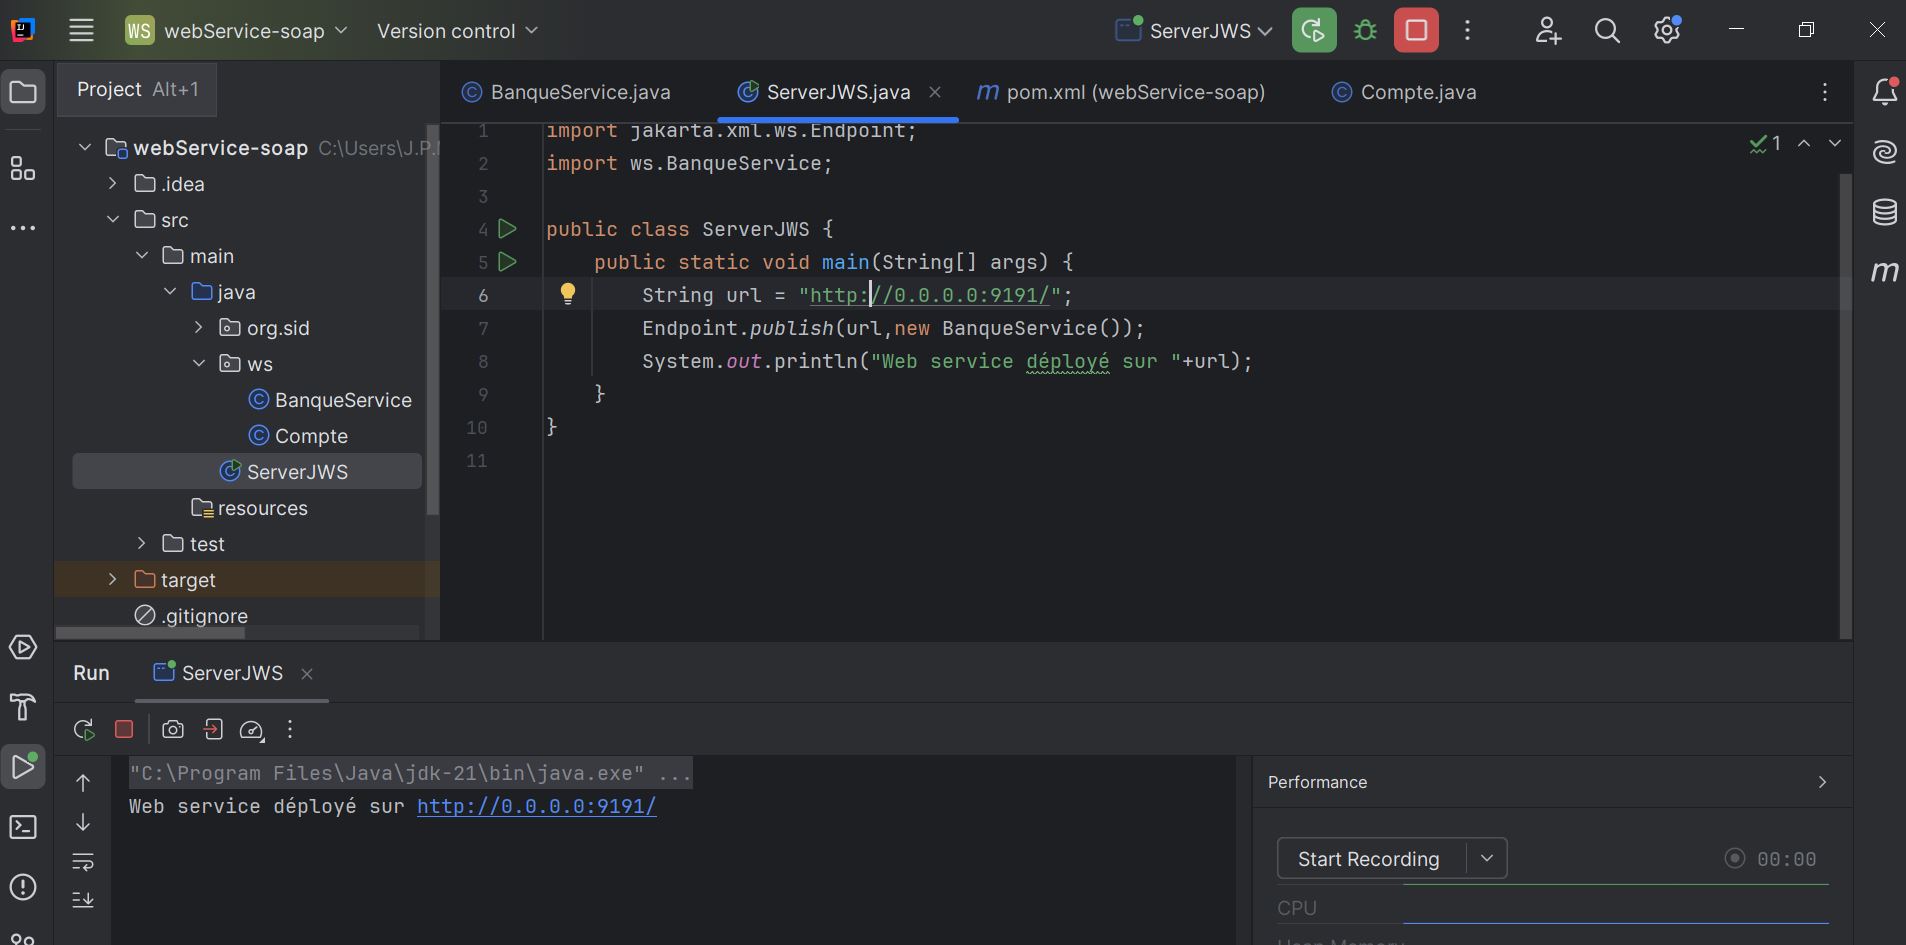 WS webService-soap Version control ServerJWS
Project Alt+1
BanqueService.java ServerJWS.java m pom.xml (webService-soap) Compte.java
webService-soap C:\Users\J.P.
.idea
src
main
java
org.sid
ws
BanqueService
Compte
ServerJWS
resources
test
target
.gitignore
1 import jakarta.xml.ws.Endpoint;
2 import ws.BanqueService;
3
4 public class ServerJWS {
5 public static void main(String[] args) {
6 String url = "http://0.0.0.0:9191/";
7 Endpoint.publish(url,new BanqueService());
8 System.out.println("Web service déployé sur "+url);
9 }
10 }
11
1
m
Run ServerJWS
"C:\Program Files\Java\jdk-21\bin\java.exe" ...
Web service déployé sur http://0.0.0.0:9191/
Performance
Start Recording 00:00
CPU